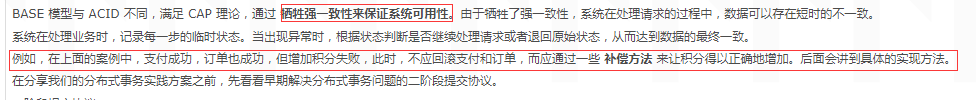 BASE 模型与 ACID 不同，满足 CAP 理论，通过 牺牲强一致性来保证系统可用性。由于牺牲了强一致性，系统在处理请求的过程中，数据可以存在短时的不一致。
系统在处理业务时，记录每一步的临时状态。当出现异常时，根据状态判断是否继续处理请求或者退回原始状态，从而达到数据的最终一致。
例如，在上面的案例中，支付成功，订单也成功，但增加积分失败，此时，不应回滚支付和订单，而应通过一些 补偿方法 来让积分得以正确地增加。后面会讲到具体的实现方法。
在分享我们的分布式事务实践方案之前，先看看早期解决分布式事务问题的二阶段提交协议。